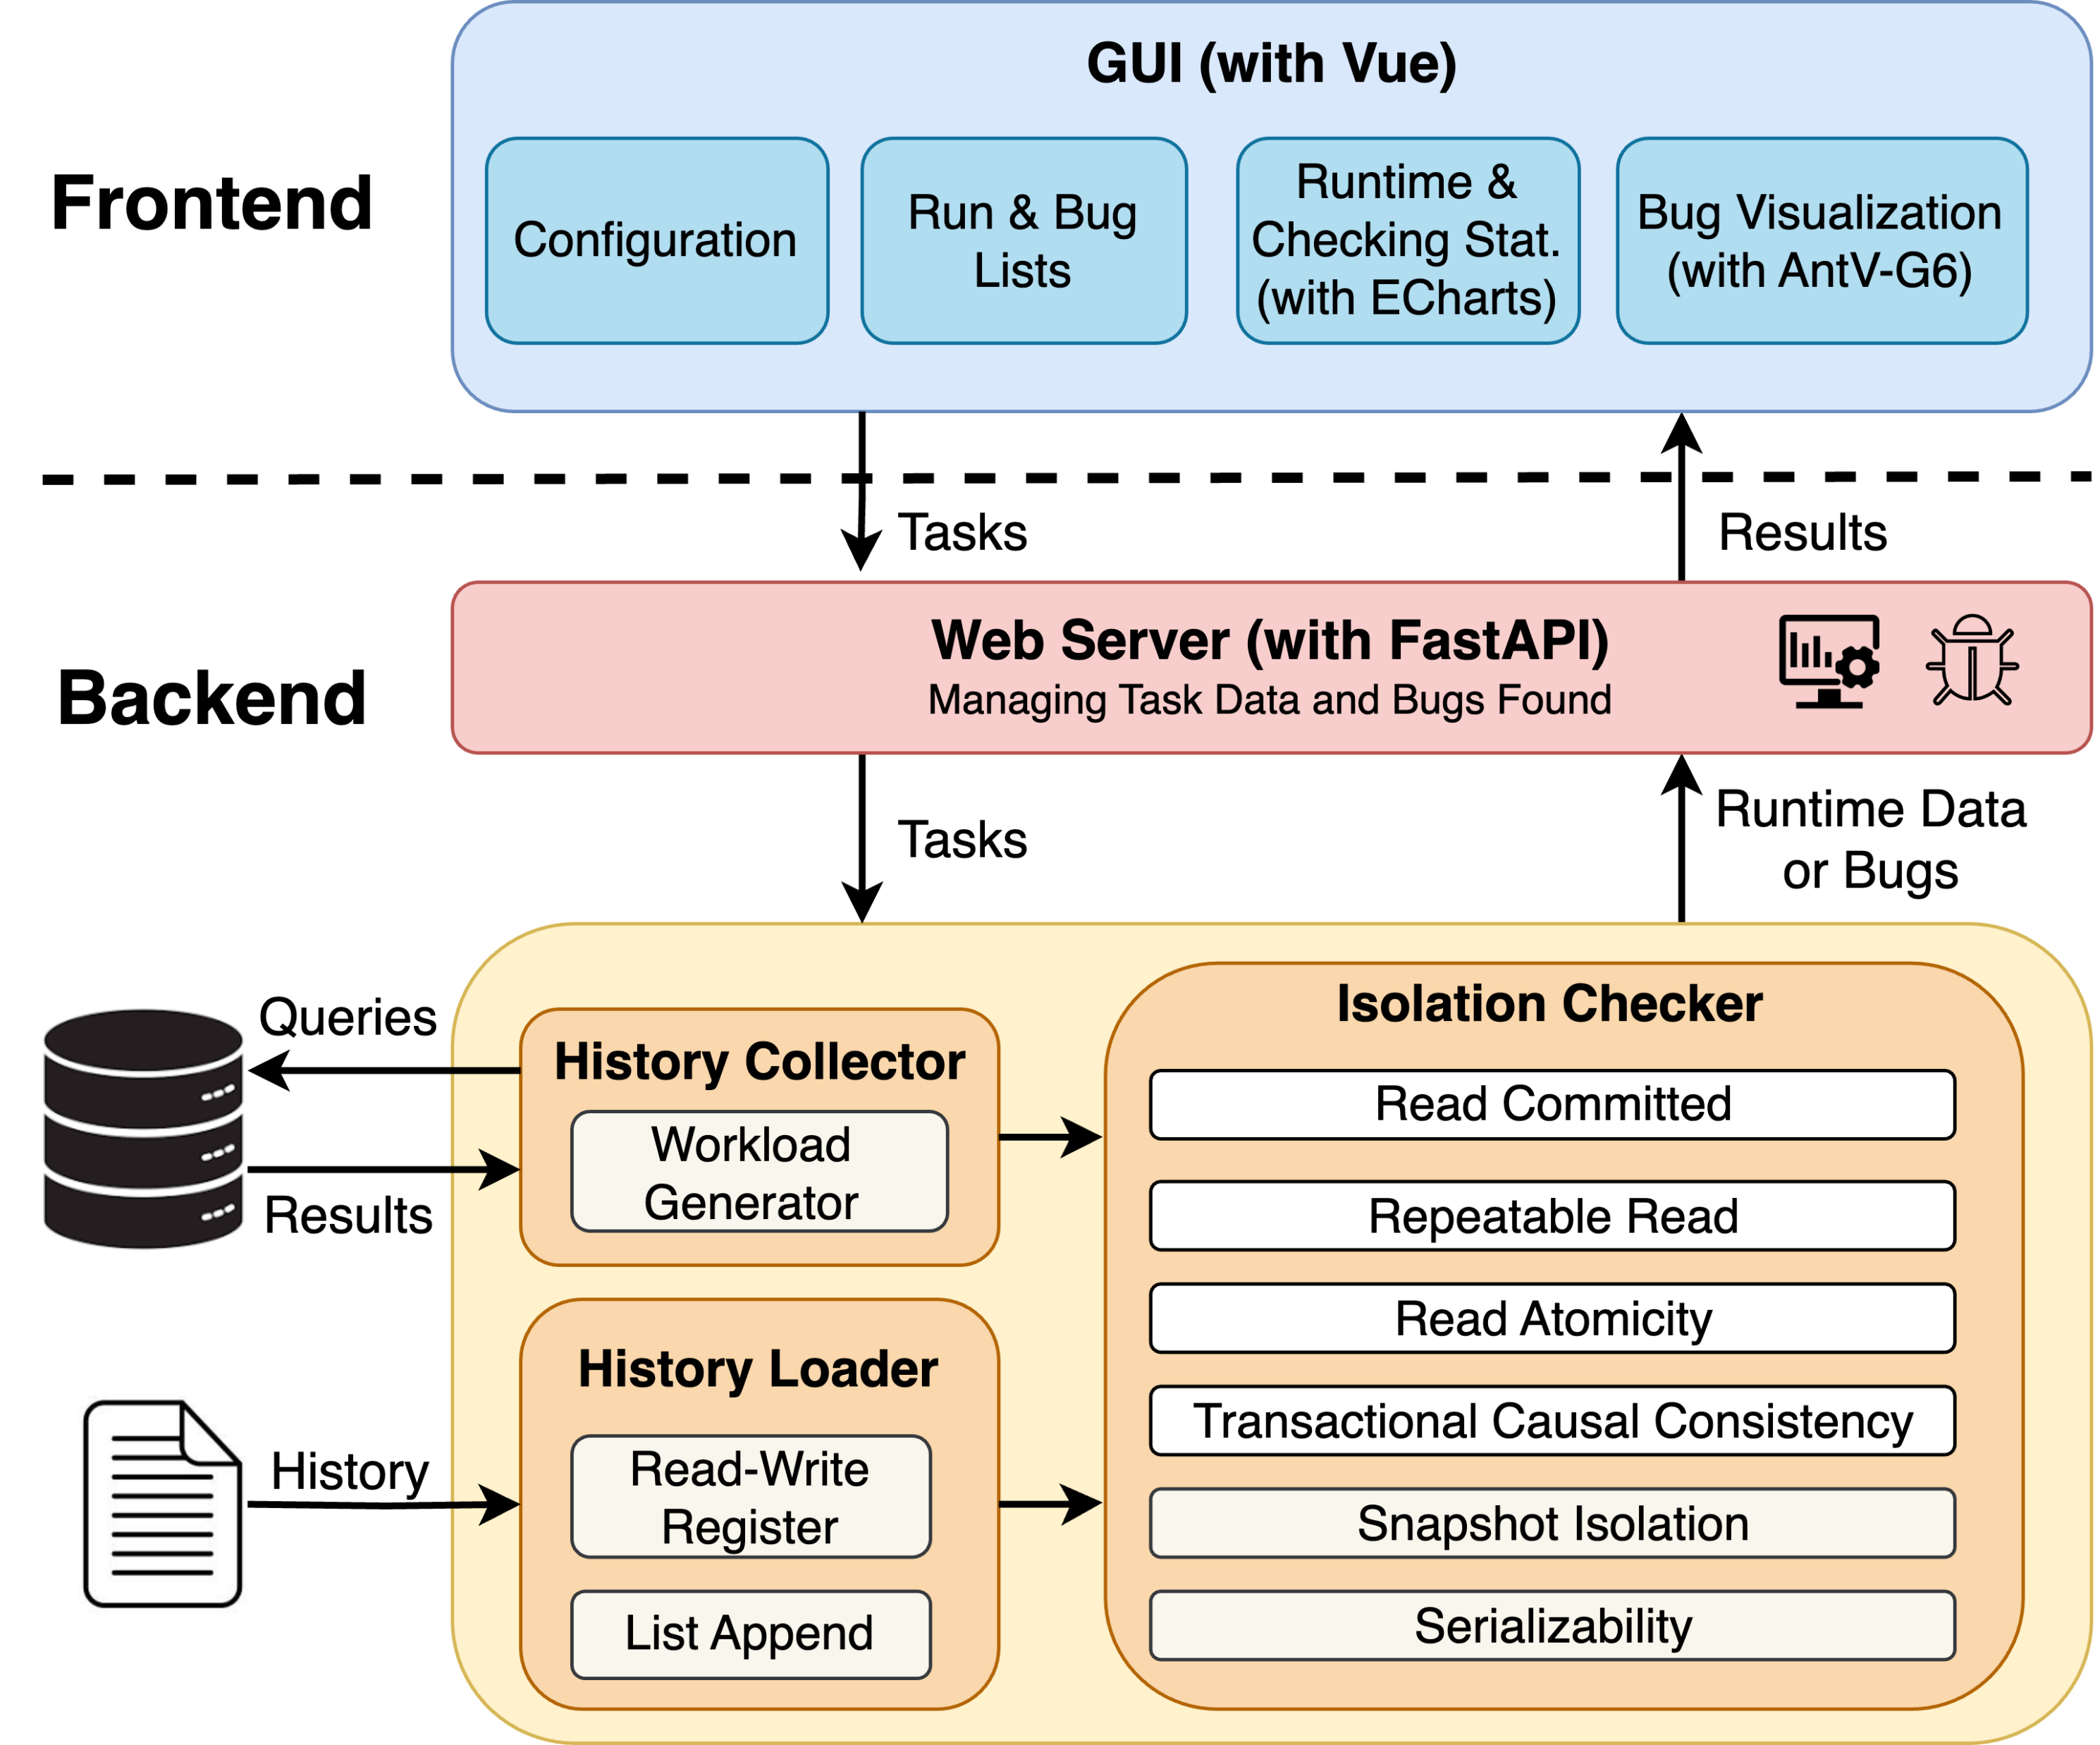 GUI (with Vue)
Frontend
Configuration
Run & Bug
Lists
Runtime &
Checking Stat.
(with ECharts)
Bug Visualization
(with AntV-G6)
Tasks
Results
Backend
Web Server (with FastAPI)
Managing Task Data and Bugs Found
Tasks
Runtime Data
or Bugs
Queries
Results
History Collector
Workload
Generator
History
History Loader
Read-Write
Register
List Append
Isolation Checker
Read Committed
Repeatable Read
Read Atomicity
Transactional Causal Consistency
Snapshot Isolation
Serializability